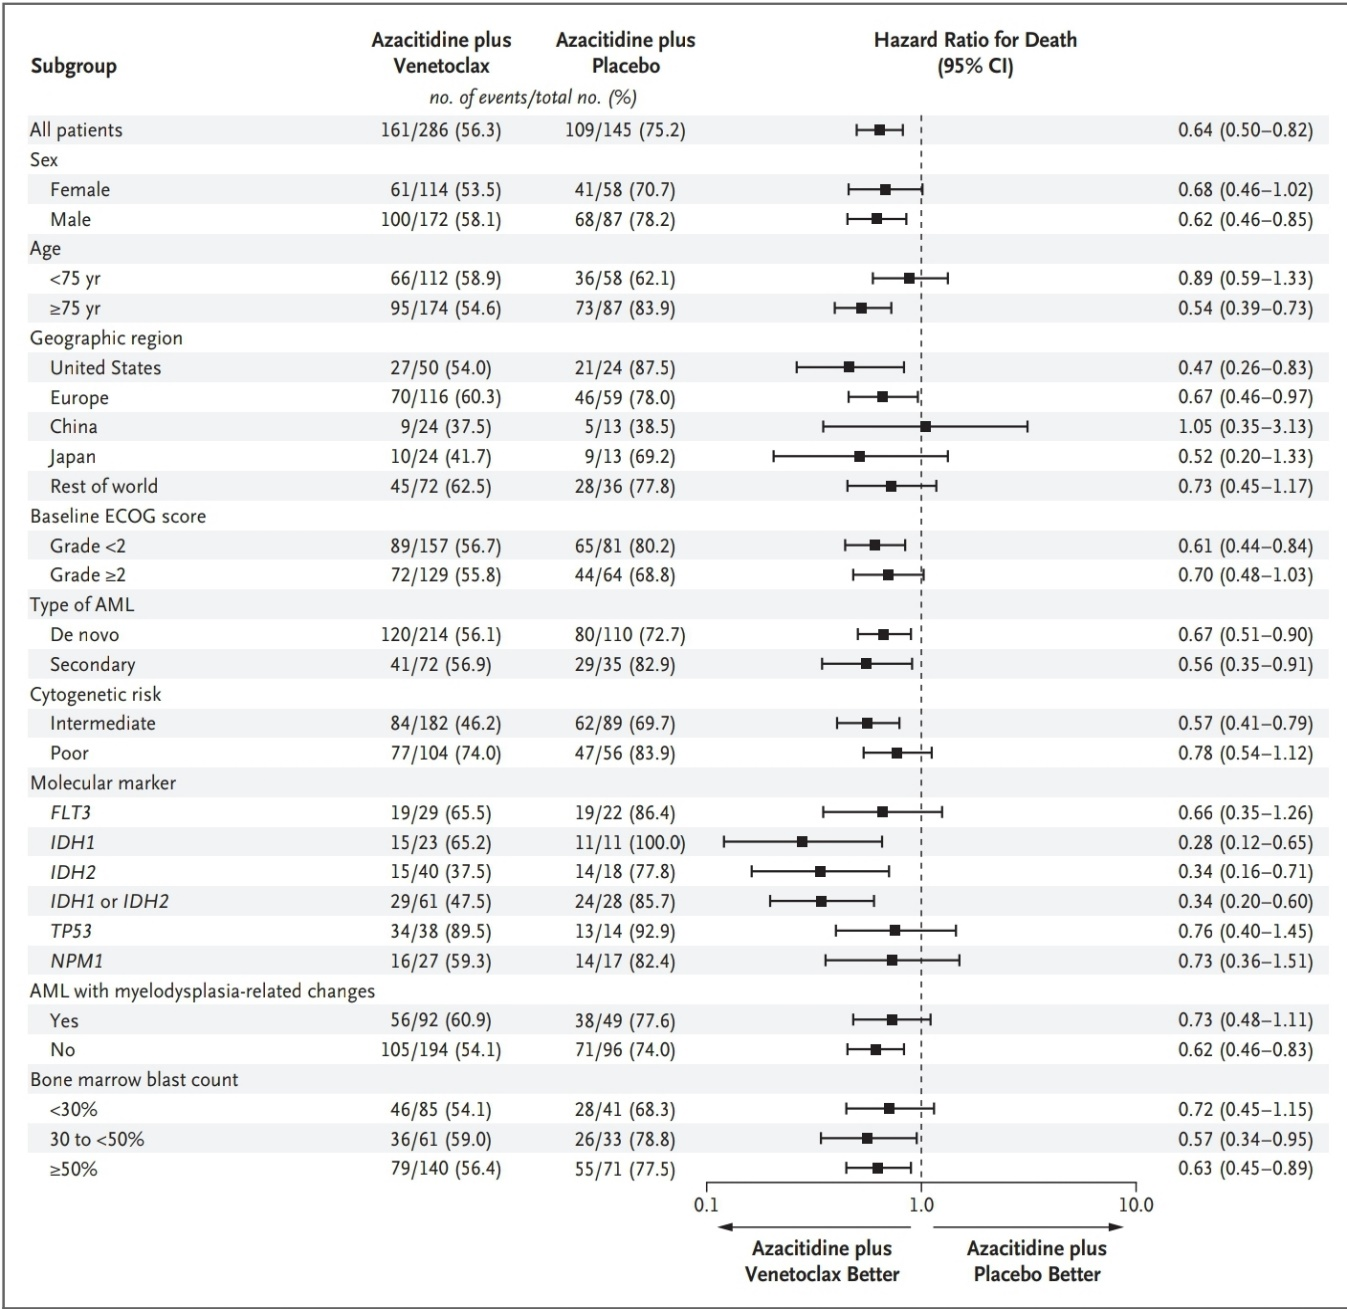 Subgroup Azacitidine plus Venetoclax Azacitidine plus Placebo Hazard Ratio for Death (95% CI)
no. of events/total no. (%)
All patients 161/286 (56.3) 109/145 (75.2) 0.64 (0.50–0.82)
Sex
Female 61/114 (53.5) 41/58 (70.7) 0.68 (0.46–1.02)
Male 100/172 (58.1) 68/87 (78.2) 0.62 (0.46–0.85)
Age
<75 yr 66/112 (58.9) 36/58 (62.1) 0.89 (0.59–1.33)
≥75 yr 95/174 (54.6) 73/87 (83.9) 0.54 (0.39–0.73)
Geographic region
United States 27/50 (54.0) 21/24 (87.5) 0.47 (0.26–0.83)
Europe 70/116 (60.3) 46/59 (78.0) 0.67 (0.46–0.97)
China 9/24 (37.5) 5/13 (38.5) 1.05 (0.35–3.13)
Japan 10/24 (41.7) 9/13 (69.2) 0.52 (0.20–1.33)
Rest of world 45/72 (62.5) 28/36 (77.8) 0.73 (0.45–1.17)
Baseline ECOG score
Grade <2 89/157 (56.7) 65/81 (80.2) 0.61 (0.44–0.84)
Grade ≥2 72/129 (55.8) 44/64 (68.8) 0.70 (0.48–1.03)
Type of AML
De novo 120/214 (56.1) 80/110 (72.7) 0.67 (0.51–0.90)
Secondary 41/72 (56.9) 29/35 (82.9) 0.56 (0.35–0.91)
Cytogenetic risk
Intermediate 84/182 (46.2) 62/89 (69.7) 0.57 (0.41–0.79)
Poor 77/104 (74.0) 47/56 (83.9) 0.78 (0.54–1.12)
Molecular marker
FLT3 19/29 (65.5) 19/22 (86.4) 0.66 (0.35–1.26)
IDH1 15/23 (65.2) 11/11 (100.0) 0.28 (0.12–0.65)
IDH2 15/40 (37.5) 14/18 (77.8) 0.34 (0.16–0.71)
IDH1 or IDH2 29/61 (47.5) 24/28 (85.7) 0.34 (0.20–0.60)
TP53 34/38 (89.5) 13/14 (92.9) 0.76 (0.40–1.45)
NPM1 16/27 (59.3) 14/17 (82.4) 0.73 (0.36–1.51)
AML with myelodysplasia-related changes
Yes 56/92 (60.9) 38/49 (77.6) 0.73 (0.48–1.11)
No 105/194 (54.1) 71/96 (74.0) 0.62 (0.46–0.83)
Bone marrow blast count
<30% 46/85 (54.1) 28/41 (68.3) 0.72 (0.45–1.15)
30 to <50% 36/61 (59.0) 26/33 (78.8) 0.57 (0.34–0.95)
≥50% 79/140 (56.4) 55/71 (77.5) 0.63 (0.45–0.89)
0.1 1.0 10.0
Azacitidine plus Azacitidine plus
Venetoclax Better Placebo Better